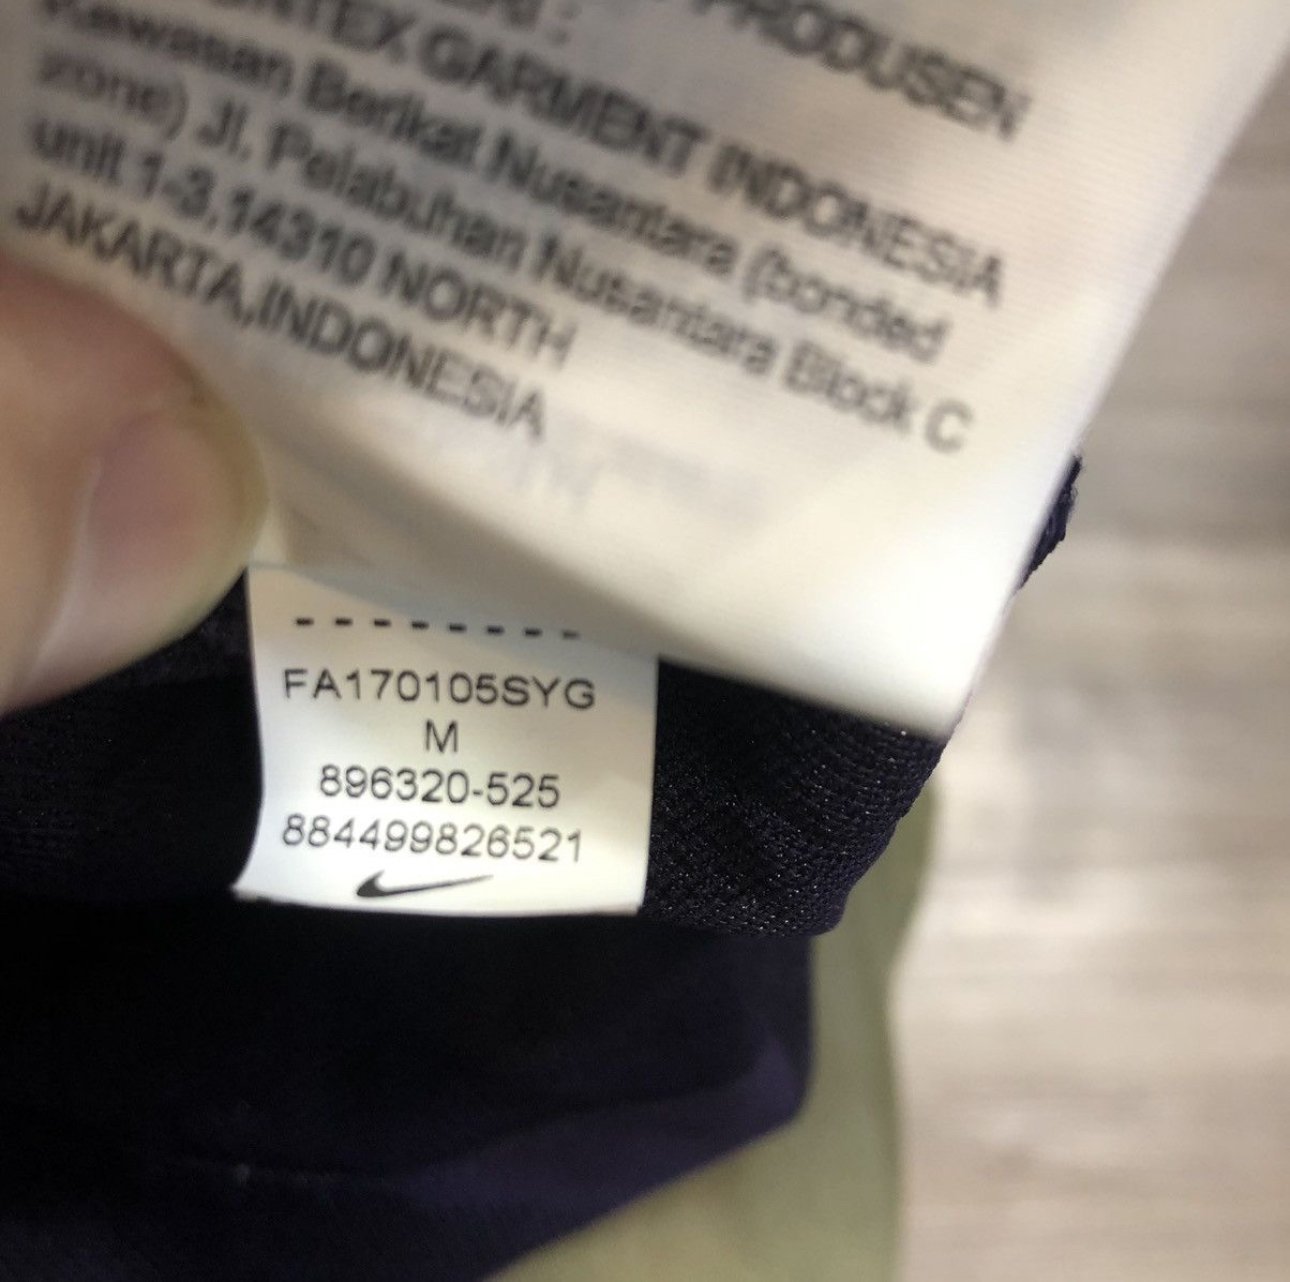 PRODUSEN
GARMENT INDONESIA
Kawasan Berikat Nusantara (bonded
zone) Jl. Pelabuhan Nusantara Block C
unit 1-3,14310 NORTH
JAKARTA,INDONESIA
FA170105SYG
M
896320-525
884499826521